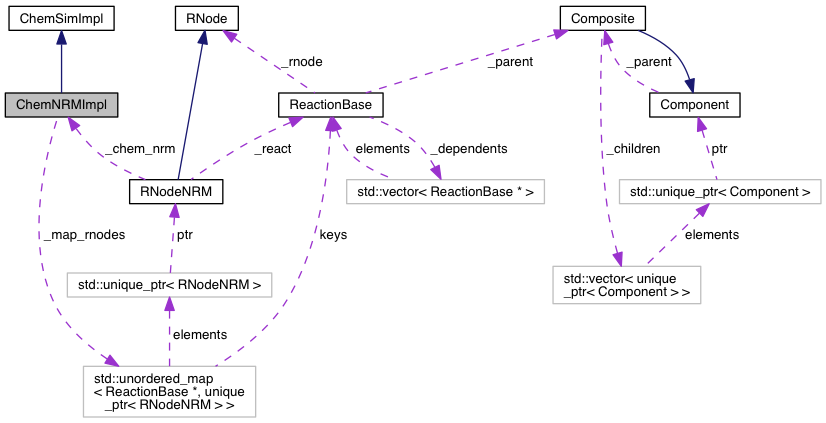 ChemSimImpl
RNode
Composite
_rnode
_parent
_parent
ChemNRMImpl
ReactionBase
Component
_chem_nrm
_react
elements
_dependents
_children
ptr
RNodeNRM
std::vector< ReactionBase * >
std::unique_ptr< Component >
_map_rnodes
ptr
keys
elements
std::unique_ptr< RNodeNRM >
std::vector< unique
_ptr< Component > >
elements
std::unordered_map
< ReactionBase *, unique
_ptr< RNodeNRM > >